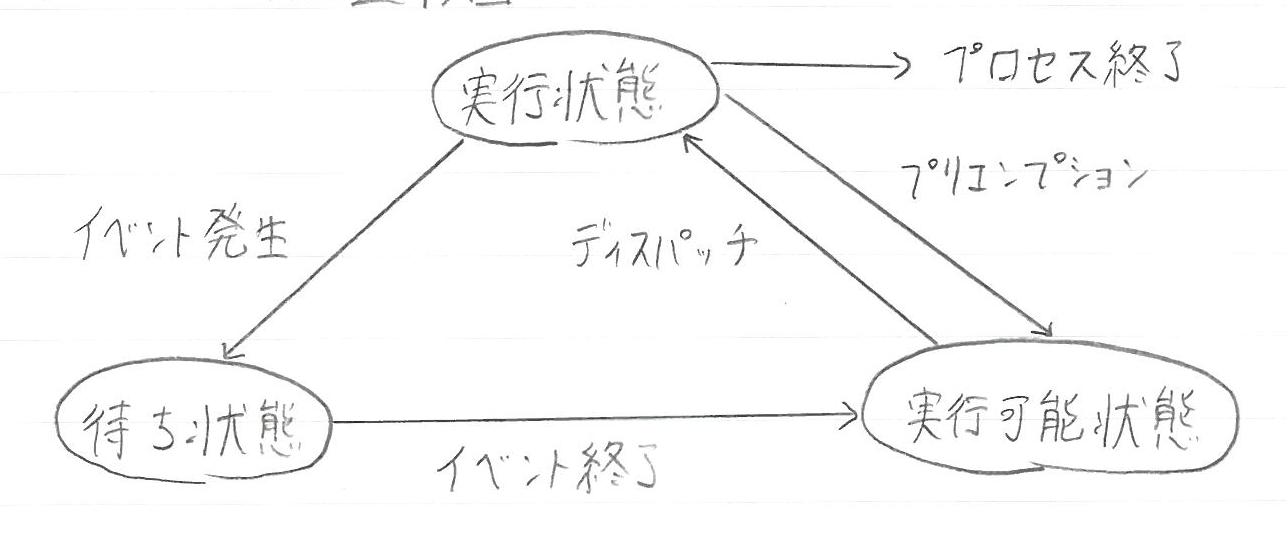 実行状態
プロセス終了
プリエンプション
イベント発生
ディスパッチ
待ち状態
実行可能状態
イベント終了